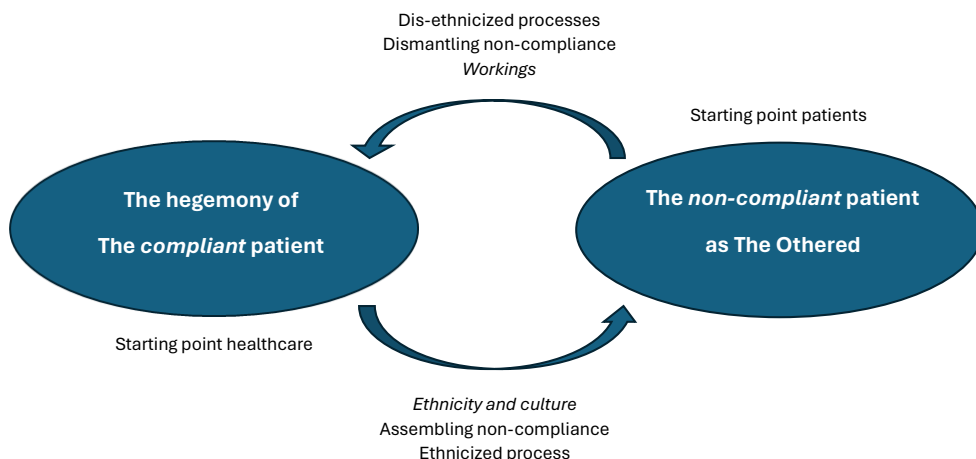 Dis-ethnicized processes
Dismantling non-compliance
Workings
Starting point patients
The hegemony of
The compliant patient
The non-compliant patient
as The Othered
Starting point healthcare
Ethnicity and culture
Assembling non-compliance
Ethnicized process